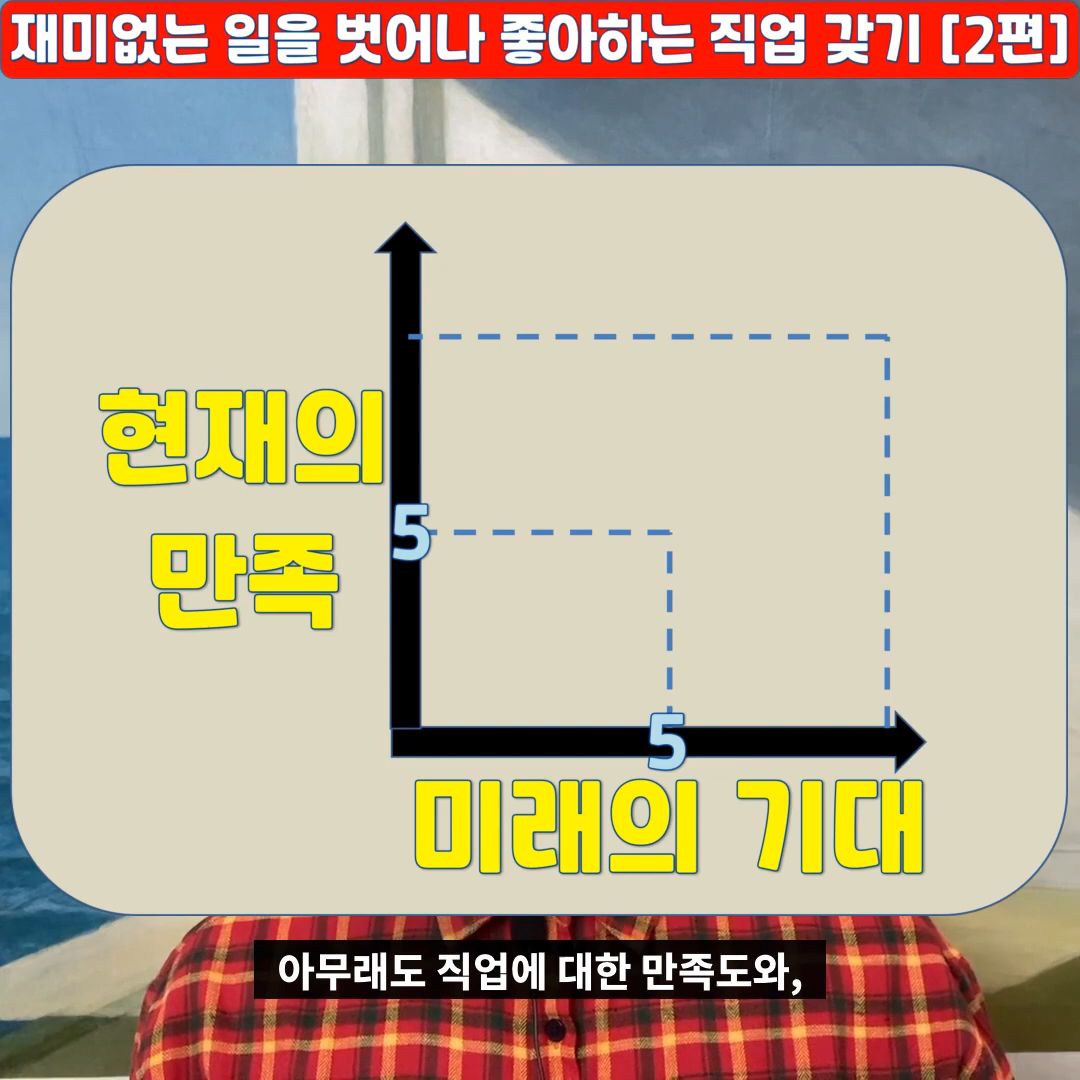 재미없는 일을 벗어나 좋아하는 직업 갖기 [2편]
현재의
만족
5
5
미래의 기대
아무래도 직업에 대한 만족도와,